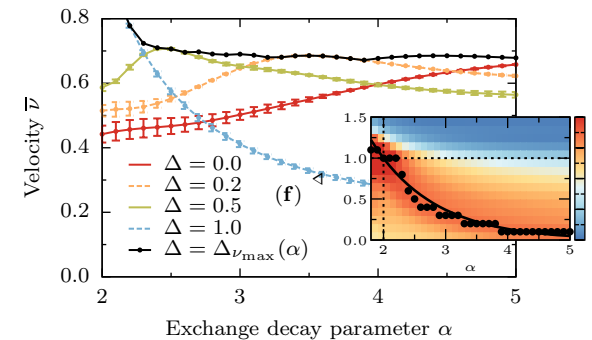 0.8
0.6
0.4
0.2
0.0
Velocity ν̅
2
3
4
5
Exchange decay parameter α
Δ = 0.0
Δ = 0.2
Δ = 0.5
Δ = 1.0
Δ = Δνmax(α)
(f)
Δ
1.5
1.0
0.5
0.0
2
3
4
5
α